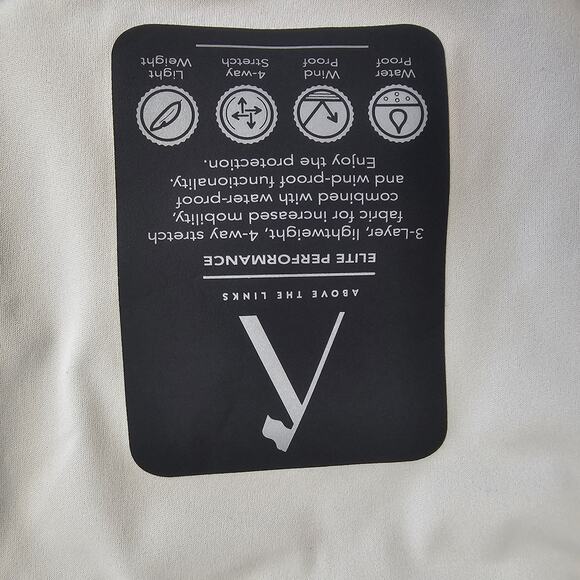 ABOVE THE LINKS
ELITE PERFORMANCE
3-Layer, lightweight, 4-way stretch
fabric for increased mobility,
combined with water-proof
and wind-proof functionality.
Enjoy the protection.
Water Proof
Wind Proof
4-way Stretch
Light Weight